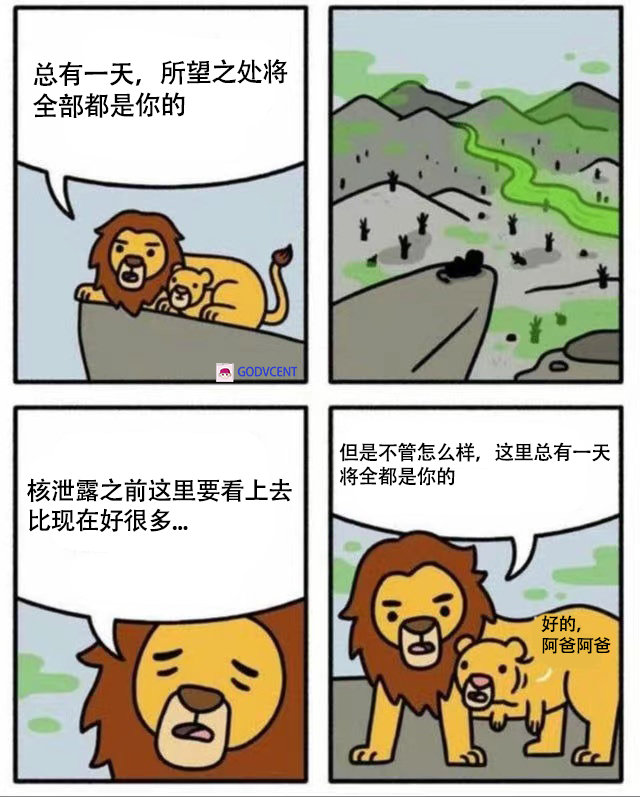 总有一天，所望之处将
全部都是你的
GODVCENT
核泄露之前这里要看上去
比现在好很多...
但是不管怎么样，这里总有一天
将全都是你的
好的，
阿爸阿爸